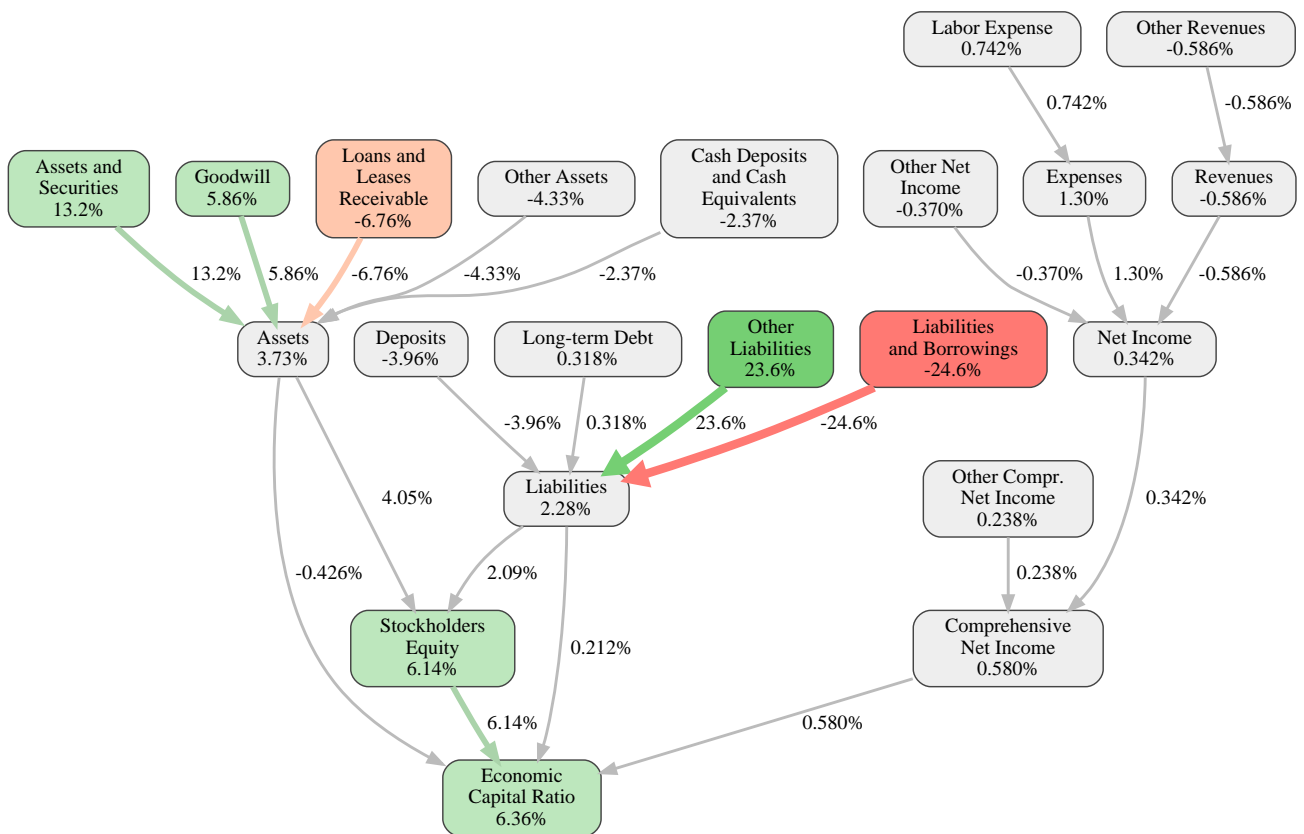 Labor Expense
0.742%
Other Revenues
-0.586%
0.742%
-0.586%
Assets and
Securities
13.2%
Goodwill
5.86%
Loans and
Leases
Receivable
-6.76%
Other Assets
-4.33%
Cash Deposits
and Cash
Equivalents
-2.37%
Other Net
Income
-0.370%
Expenses
1.30%
Revenues
-0.586%
13.2%
5.86%
-6.76%
-4.33%
-2.37%
-0.370%
1.30%
-0.586%
Assets
3.73%
Deposits
-3.96%
Long-term Debt
0.318%
Other
Liabilities
23.6%
Liabilities
and Borrowings
-24.6%
Net Income
0.342%
-3.96%
0.318%
23.6%
-24.6%
4.05%
Liabilities
2.28%
Other Compr.
Net Income
0.238%
0.342%
-0.426%
2.09%
0.238%
Stockholders
Equity
6.14%
0.212%
Comprehensive
Net Income
0.580%
6.14%
0.580%
Economic
Capital Ratio
6.36%